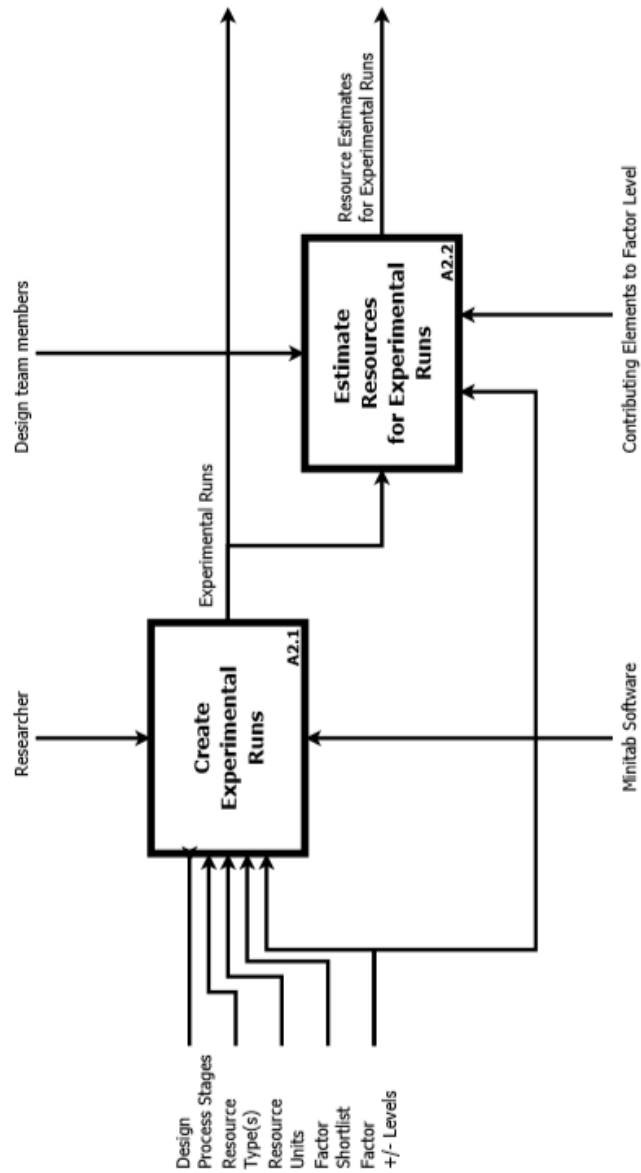 Researcher
Design team members
Design
Process Stages
Resource
Type(s)
Resource
Units
Factor
Shortlist
Factor
+/- Levels
Create
Experimental
Runs
A2.1
Experimental Runs
Estimate
Resources
for Experimental
Runs
A2.2
Resource Estimates
for Experimental Runs
Minitab Software
Contributing Elements to Factor Level